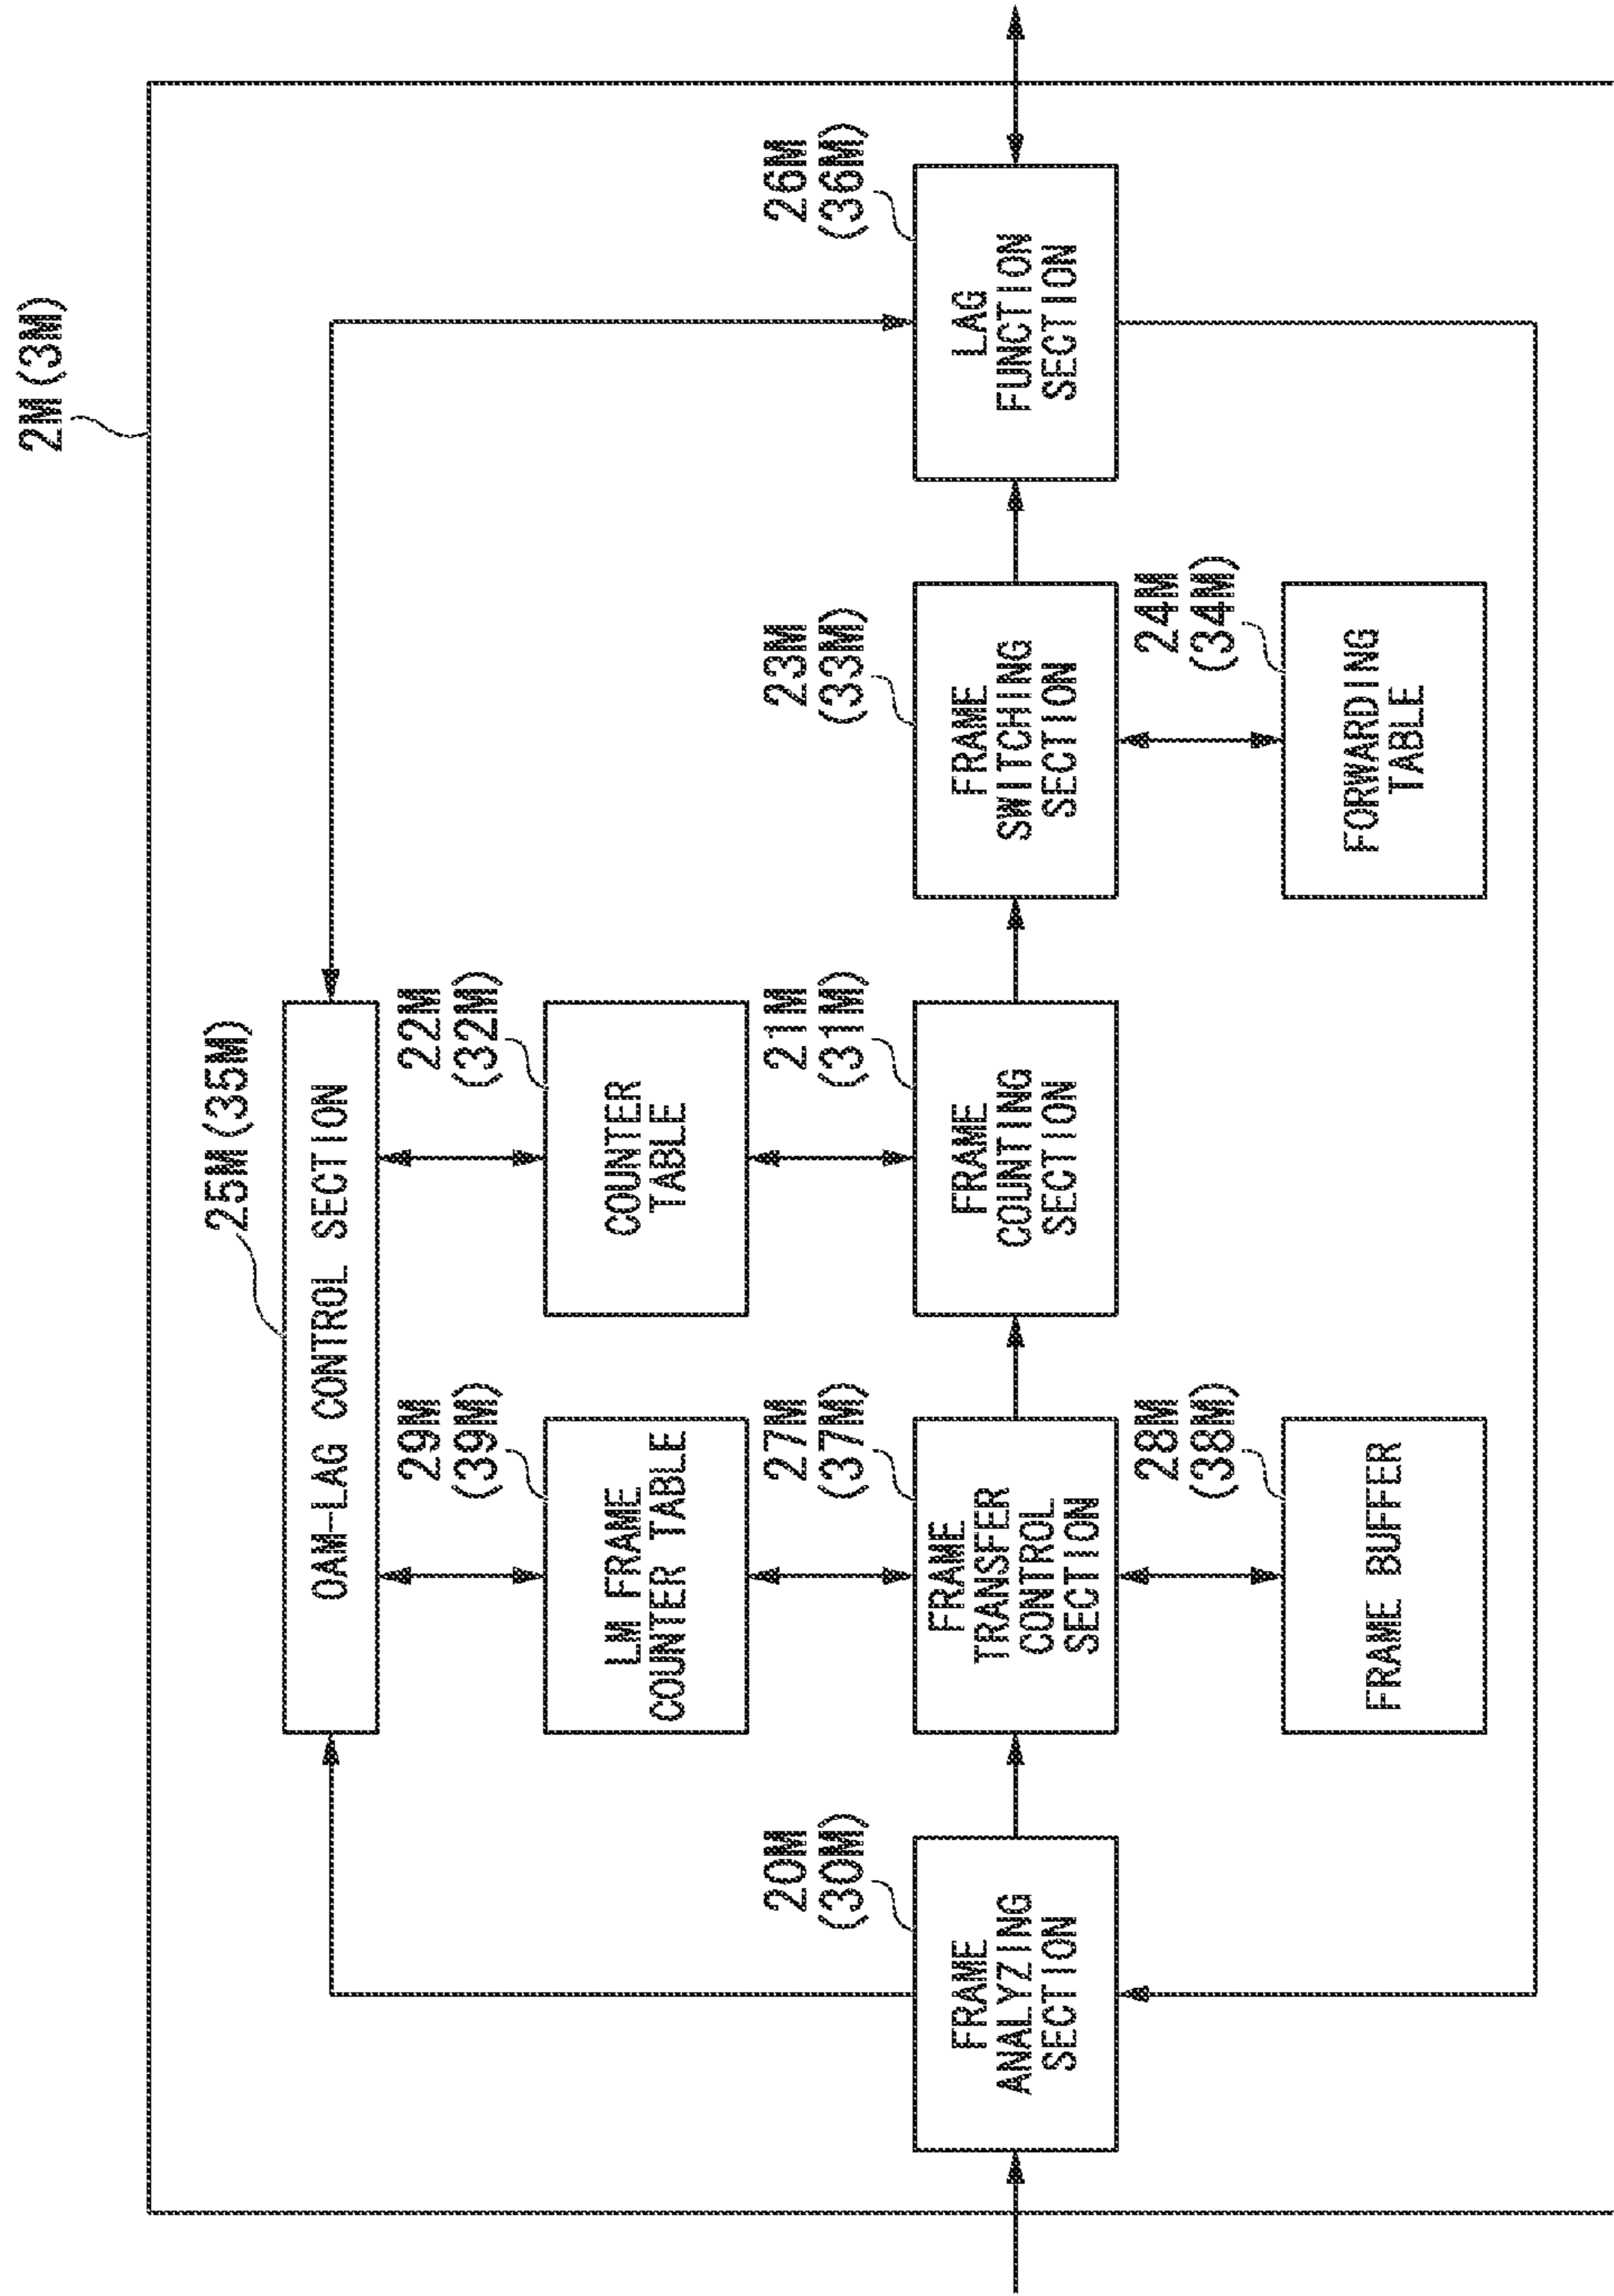 2M(3M)
25M(35M)
OAM-LAG CONTROL SECTION
29M
(39M)
LM FRAME
COUNTER TABLE
22M
(32M)
COUNTER
TABLE
20M
(30M)
FRAME
ANALYZING
SECTION
27M
(37M)
FRAME
TRANSFER
CONTROL
SECTION
21M
(31M)
FRAME
COUNTING
SECTION
23M
(33M)
FRAME
SWITCHING
SECTION
26M
(36M)
LAG
FUNCTION
SECTION
28M
(38M)
FRAME BUFFER
24M
(34M)
FORWARDING
TABLE